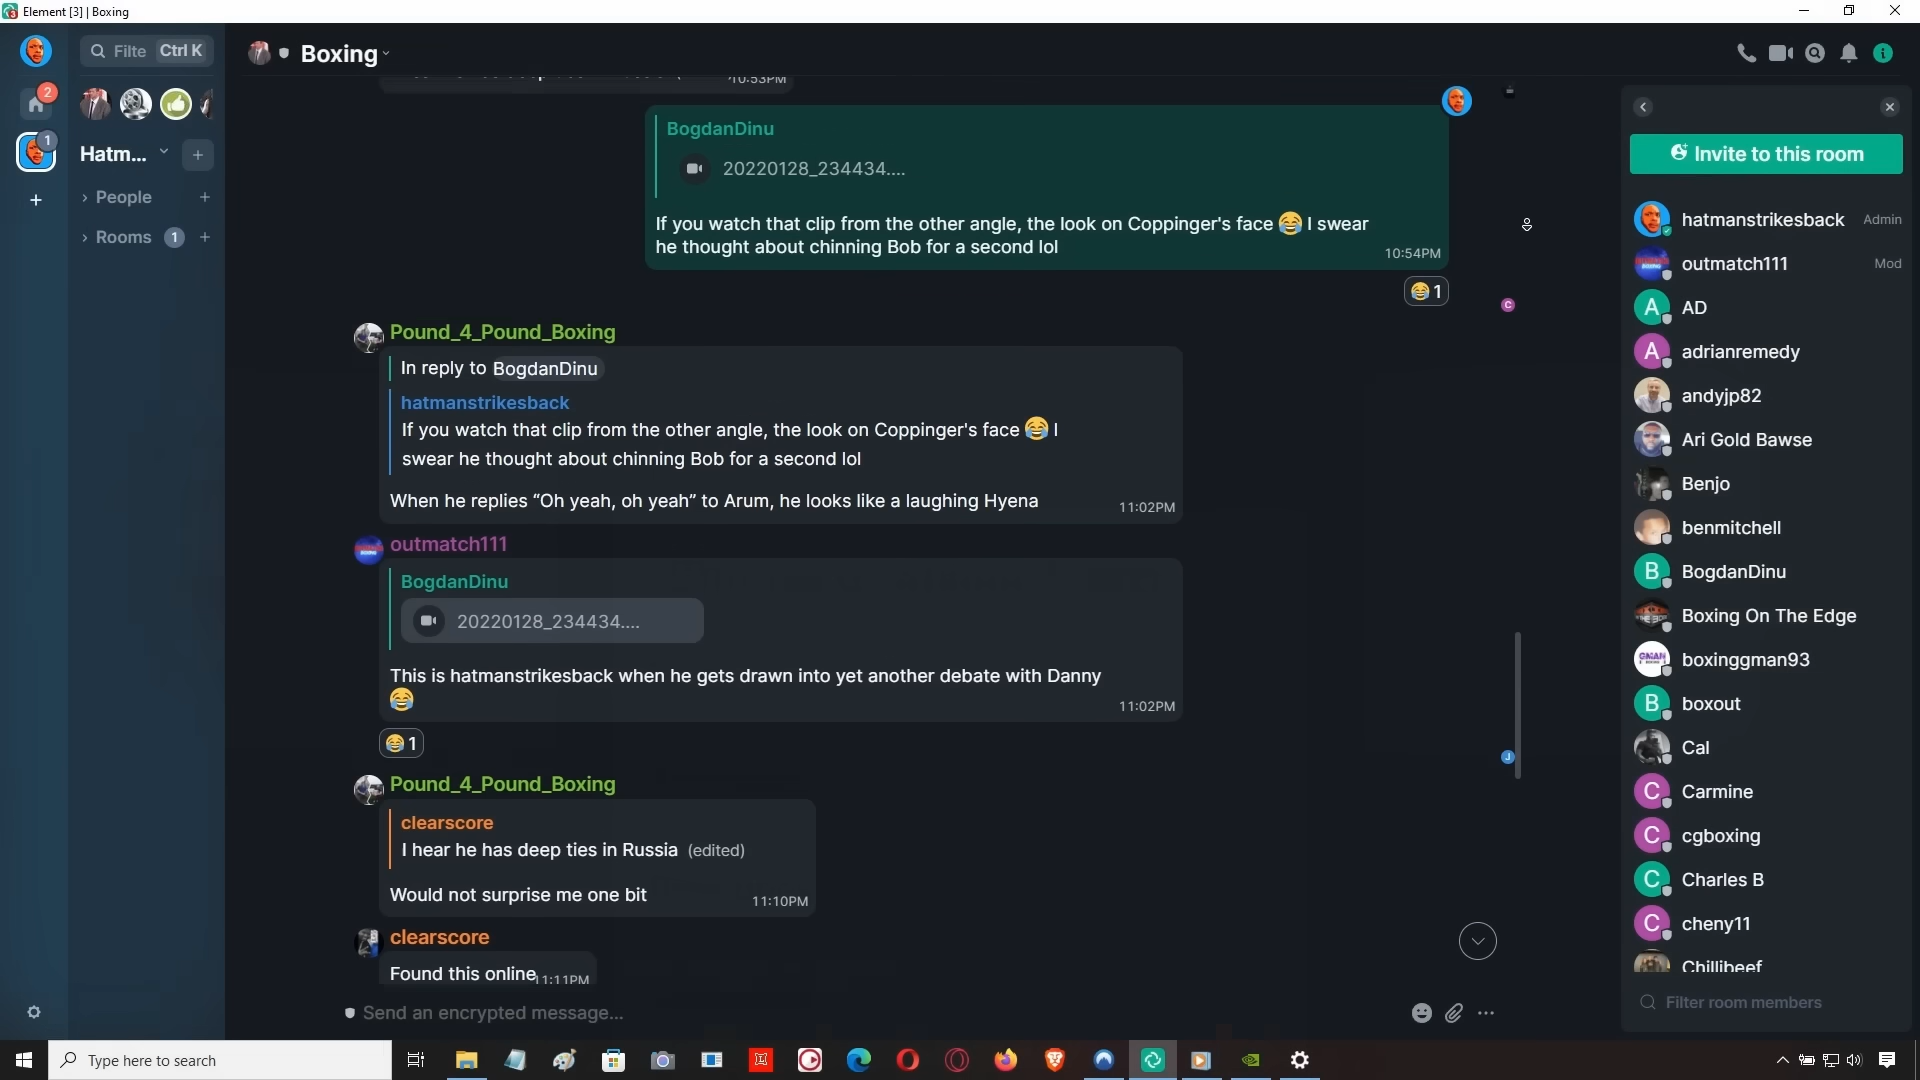 Element [3] | Boxing
Filte Ctrl K
Boxing
2
1
Hatm...
People
Rooms 1
10:53PM
BogdanDinu
20220128_234434....
If you watch that clip from the other angle, the look on Coppinger's face 😂 I swear
he thought about chinning Bob for a second lol
10:54PM
😂 1
C
Pound_4_Pound_Boxing
In reply to BogdanDinu
hatmanstrikesback
If you watch that clip from the other angle, the look on Coppinger's face 😂 I
swear he thought about chinning Bob for a second lol
When he replies “Oh yeah, oh yeah” to Arum, he looks like a laughing Hyena
11:02PM
outmatch111
BogdanDinu
20220128_234434....
This is hatmanstrikesback when he gets drawn into yet another debate with Danny
😂
11:02PM
😂 1
J
Pound_4_Pound_Boxing
clearscore
I hear he has deep ties in Russia (edited)
Would not surprise me one bit
11:10PM
clearscore
Found this online
11:11PM
Send an encrypted message...
Invite to this room
hatmanstrikesback Admin
outmatch111 Mod
A AD
A adrianremedy
andyjp82
Ari Gold Bawse
Benjo
benmitchell
B BogdanDinu
Boxing On The Edge
GMAN boxinggman93
B boxout
Cal
C Carmine
C cgboxing
C Charles B
C cheny11
Chillibeef
Filter room members
Type here to search